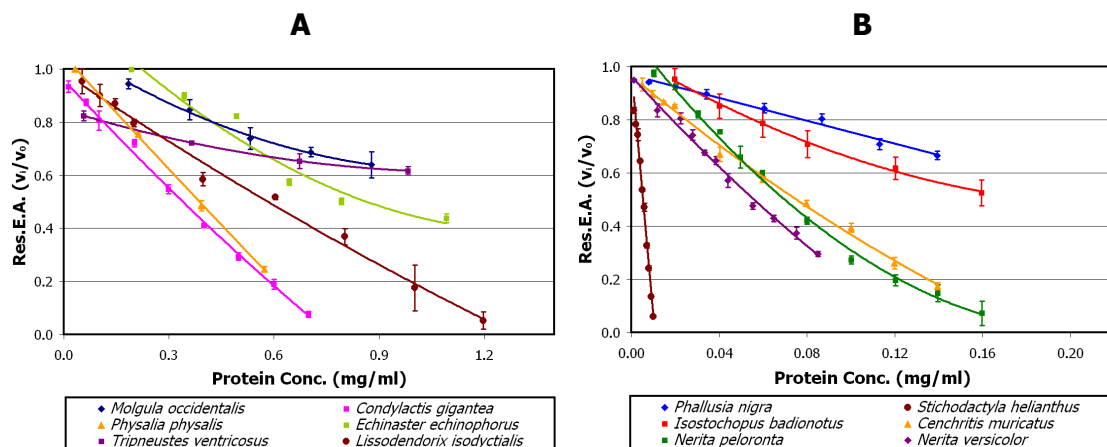 A
B
Res.E.A. (vi/vo)
1.0
0.8
0.6
0.4
0.2
0.0
0.0 0.3 0.6 0.9 1.2
Protein Conc. (mg/ml)
Molgula occidentalis
Condylactis gigantea
Physalia physalis
Echinaster echinophorus
Tripneustes ventricosus
Lissodendorix isodyctialis
Res.E.A. (vi/vo)
1.0
0.8
0.6
0.4
0.2
0.0
0.00 0.04 0.08 0.12 0.16 0.20
Protein Conc. (mg/ml)
Phallusia nigra
Stichodactyla helianthus
Isostochopus badionotus
Cenchritis muricatus
Nerita peloronta
Nerita versicolor